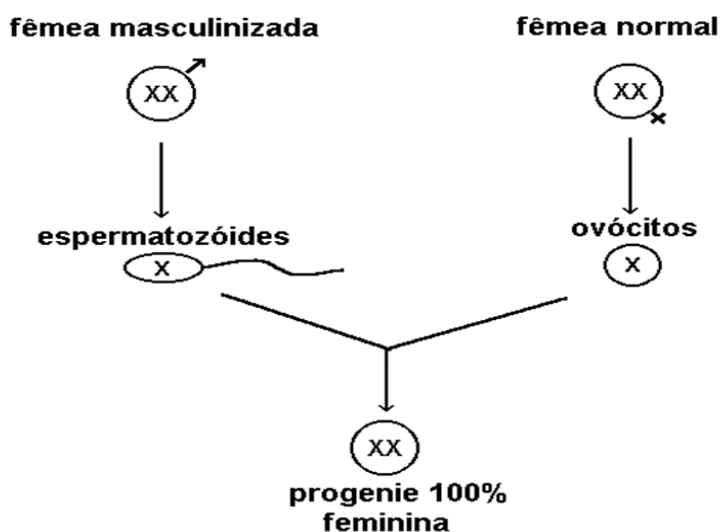 fêmea masculinizada
fêmea normal
XX
XX
espermatozóides
ovócitos
X
X
XX
progenie 100%
feminina